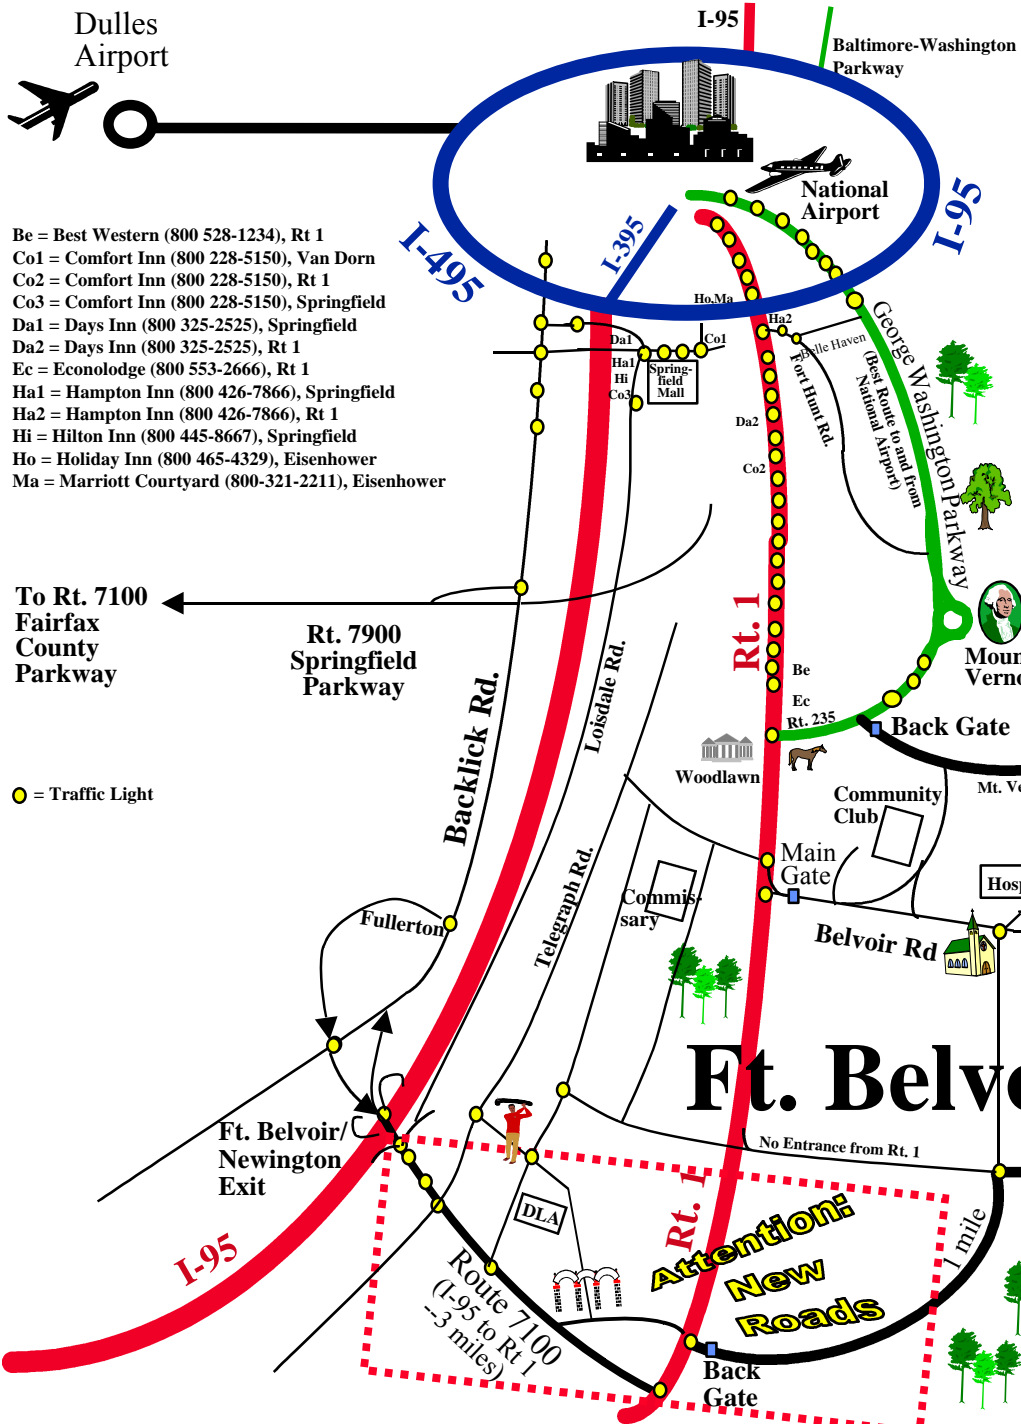 Dulles
Airport
I-95
Baltimore-Washington
Parkway
National
Airport
I-95
I-495
I-395
Be = Best Western (800 528-1234), Rt 1
Co1 = Comfort Inn (800 228-5150), Van Dorn
Co2 = Comfort Inn (800 228-5150), Rt 1
Co3 = Comfort Inn (800 228-5150), Springfield
Da1 = Days Inn (800 325-2525), Springfield
Da2 = Days Inn (800 325-2525), Rt 1
Ec = Econolodge (800 553-2666), Rt 1
Ha1 = Hampton Inn (800 426-7866), Springfield
Ha2 = Hampton Inn (800 426-7866), Rt 1
Hi = Hilton Inn (800 445-8667), Springfield
Ho = Holiday Inn (800 465-4329), Eisenhower
Ma = Marriott Courtyard (800-321-2211), Eisenhower
Ho,Ma
Ha2
Da1
Co1
Ha1
Hi
Co3
Spring-
field
Mall
Belle Haven
Fort Hunt Rd.
George Washington Parkway
(Best Route to and from
National Airport)
Da2
Co2
To Rt. 7100
Fairfax
County
Parkway
Rt. 7900
Springfield
Parkway
Backlick Rd.
Loisdale Rd.
Rt. 1
Be
Ec
Rt. 235
Moun
Verno
Back Gate
Woodlawn
Mt. Ve
= Traffic Light
Community
Club
Main
Gate
Hosp
Commis-
sary
Telegraph Rd.
Fullerton
Belvoir Rd
Ft. Belvo
Ft. Belvoir/
Newington
Exit
No Entrance from Rt. 1
DLA
Rt. 1
Attention:
New
Roads
1 mile
I-95
Route 7100
(I-95 to Rt 1
--3 miles)
Back
Gate